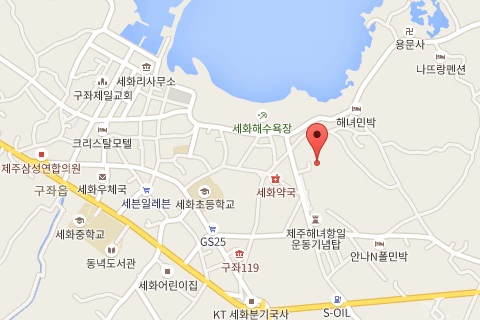 용문사
나뜨랑펜션
세화리사무소
구좌제일교회
해녀민박
세화해수욕장
크리스탈모텔
제주삼성연합의원
세화우체국
구좌읍
세븐일레븐
세화초등학교
세화약국
세화중학교
제주해녀항일
운동기념탑
GS25
동녁도서관
안나N폴민박
구좌119
세화어린이집
KT 세화분기국사
S-OIL